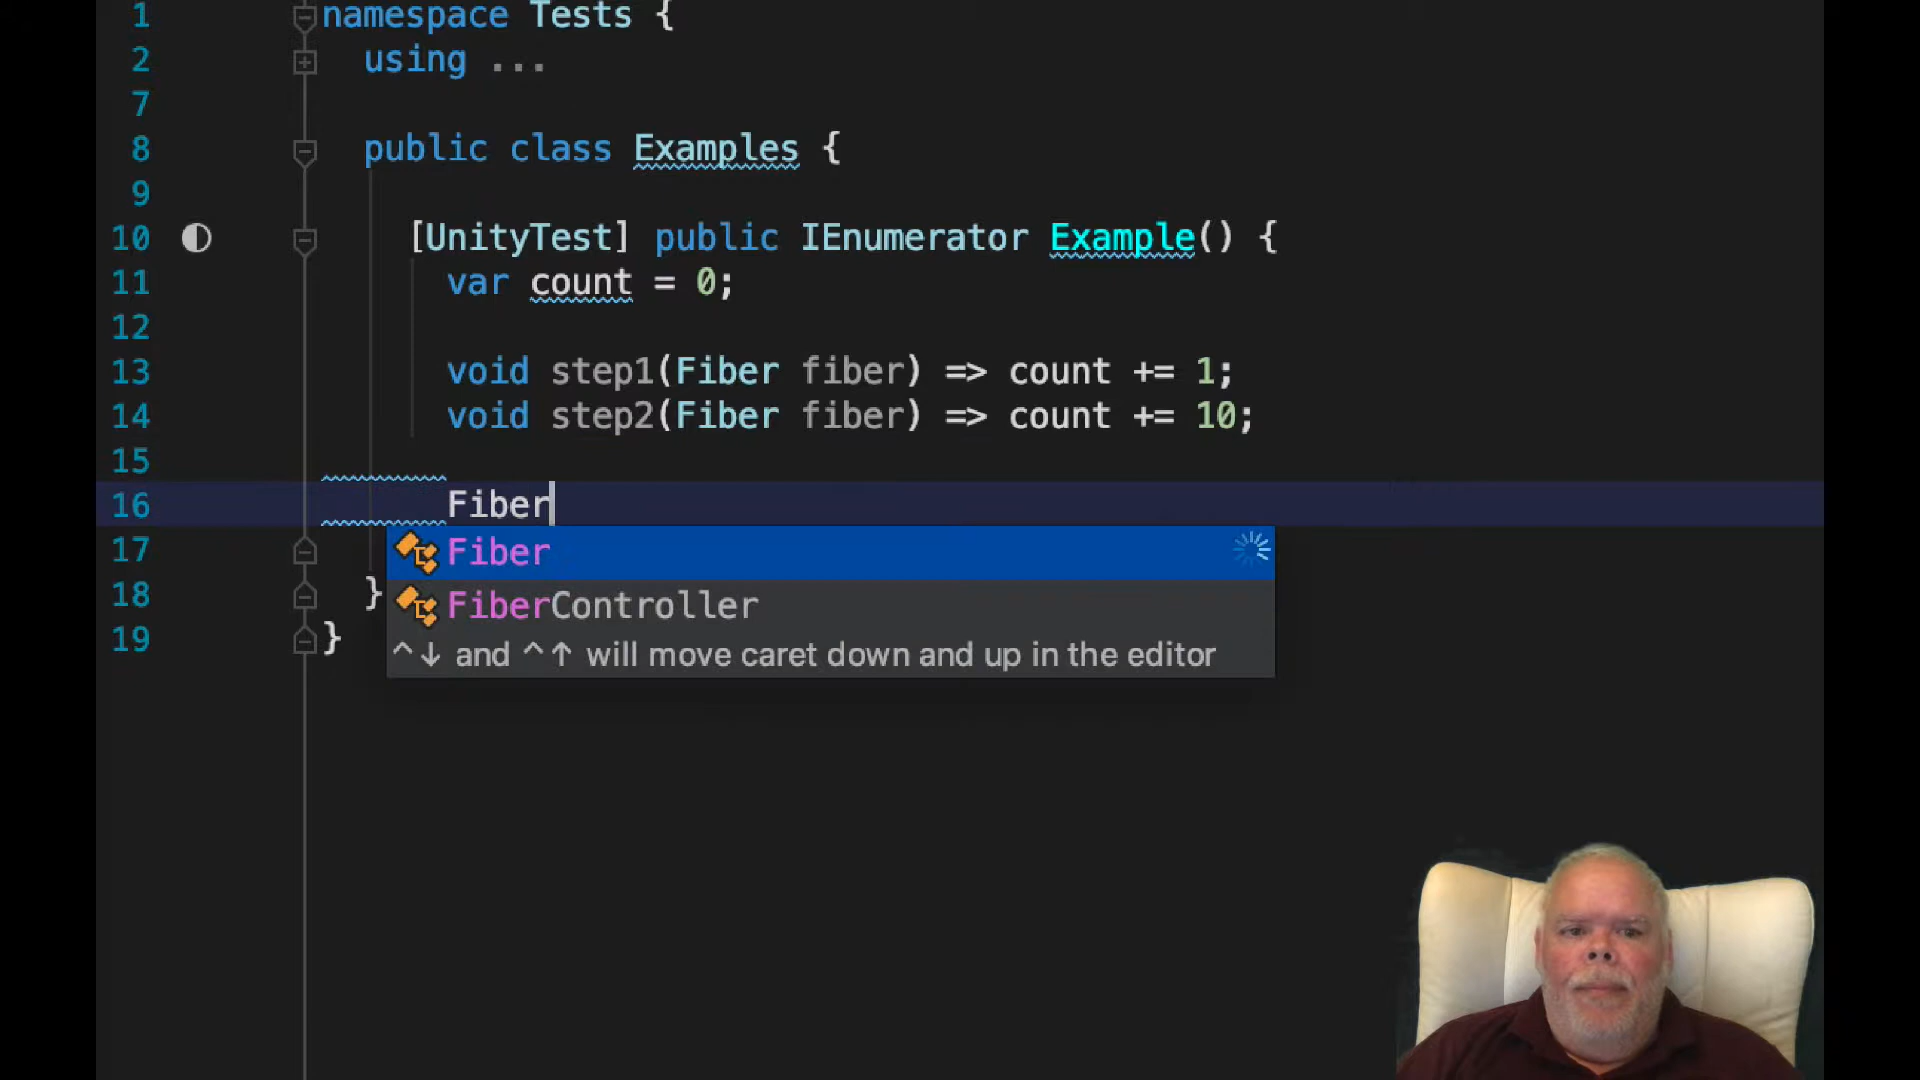 1 namespace Tests {
2 using ...
7
8 public class Examples {
9
10 [UnityTest] public IEnumerator Example() {
11 var count = 0;
12
13 void step1(Fiber fiber) => count += 1;
14 void step2(Fiber fiber) => count += 10;
15
16 Fiber
Fiber
17
FiberController
18 }
19 }
^↓ and ^↑ will move caret down and up in the editor